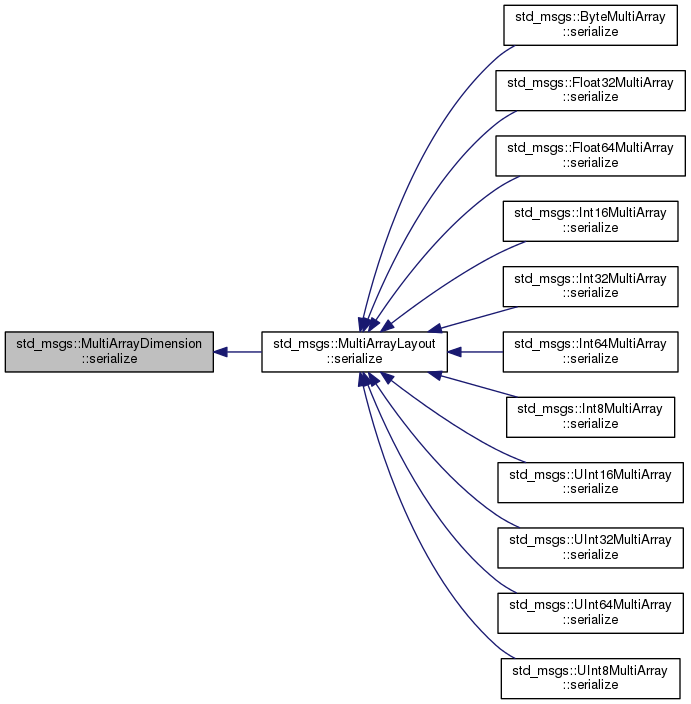 std_msgs::ByteMultiArray
::serialize
std_msgs::Float32MultiArray
::serialize
std_msgs::Float64MultiArray
::serialize
std_msgs::Int16MultiArray
::serialize
std_msgs::Int32MultiArray
::serialize
std_msgs::MultiArrayDimension
::serialize
std_msgs::MultiArrayLayout
::serialize
std_msgs::Int64MultiArray
::serialize
std_msgs::Int8MultiArray
::serialize
std_msgs::UInt16MultiArray
::serialize
std_msgs::UInt32MultiArray
::serialize
std_msgs::UInt64MultiArray
::serialize
std_msgs::UInt8MultiArray
::serialize